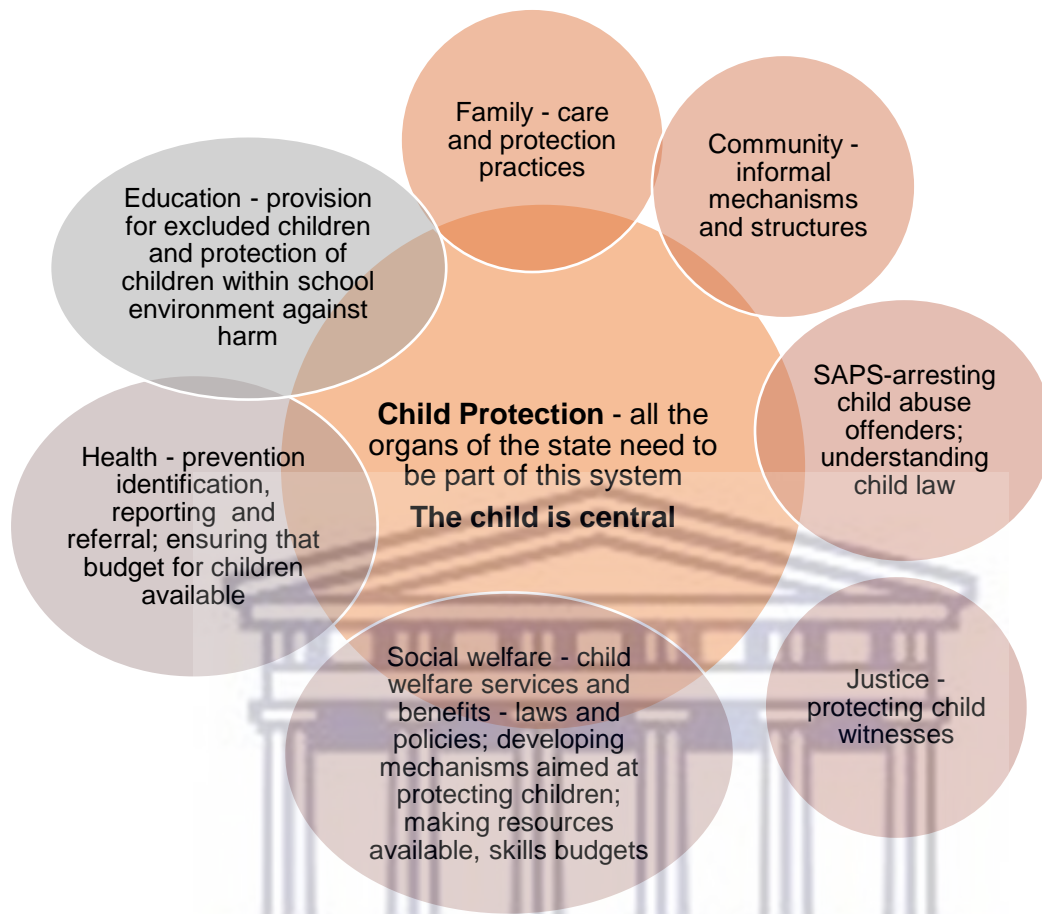 Family - care
and protection
practices
Community -
informal
mechanisms
and structures
Education - provision
for excluded children
and protection of
children within school
environment against
harm
SAPS-arresting
child abuse
offenders;
understanding
child law
Child Protection - all the
organs of the state need to
be part of this system
The child is central
Health - prevention
identification,
reporting and
referral; ensuring that
budget for children
available
Social welfare - child
welfare services and
benefits - laws and
policies; developing
mechanisms aimed at
protecting children;
making resources
available, skills budgets
Justice -
protecting child
witnesses